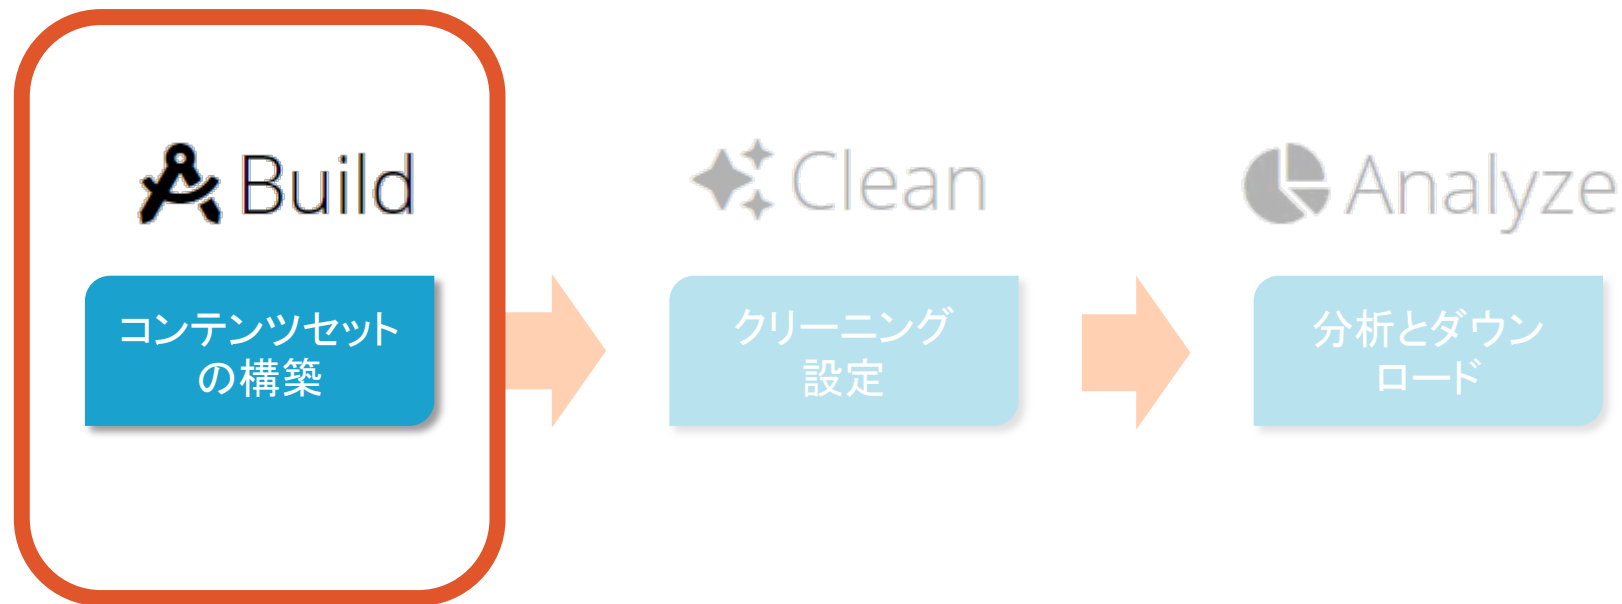 Build
Clean
Analyze
コンテンツセット
の構築
クリーニング
設定
分析とダウン
ロード